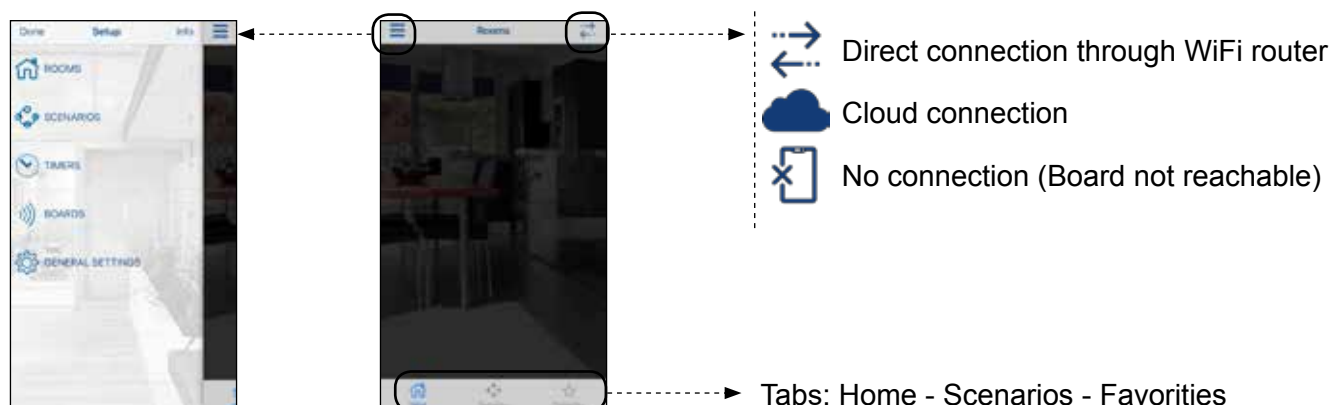 Done Setup Info
ROOMS
SCENARIOS
TIMERS
BOARDS
GENERAL SETTINGS
Rooms
Direct connection through WiFi router
Cloud connection
No connection (Board not reachable)
Tabs: Home - Scenarios - Favorities